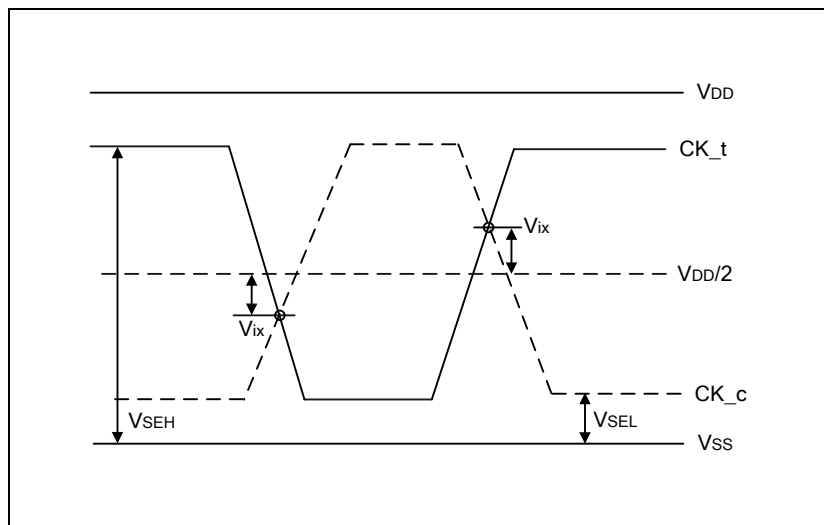 VDD
CK_t
Vix
VDD/2
Vix
CK_c
VSEH
VSEL
VSS